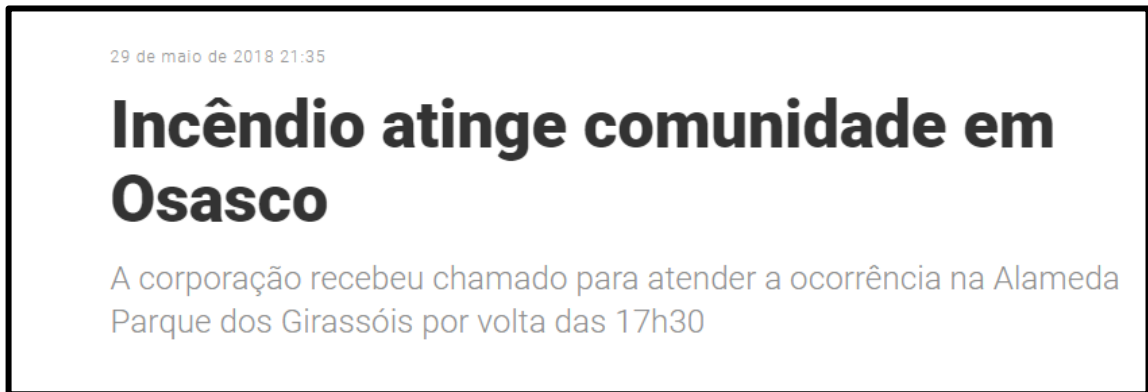 29 de maio de 2018 21:35
Incêndio atinge comunidade em
Osasco
A corporação recebeu chamado para atender a ocorrência na Alameda
Parque dos Girassóis por volta das 17h30